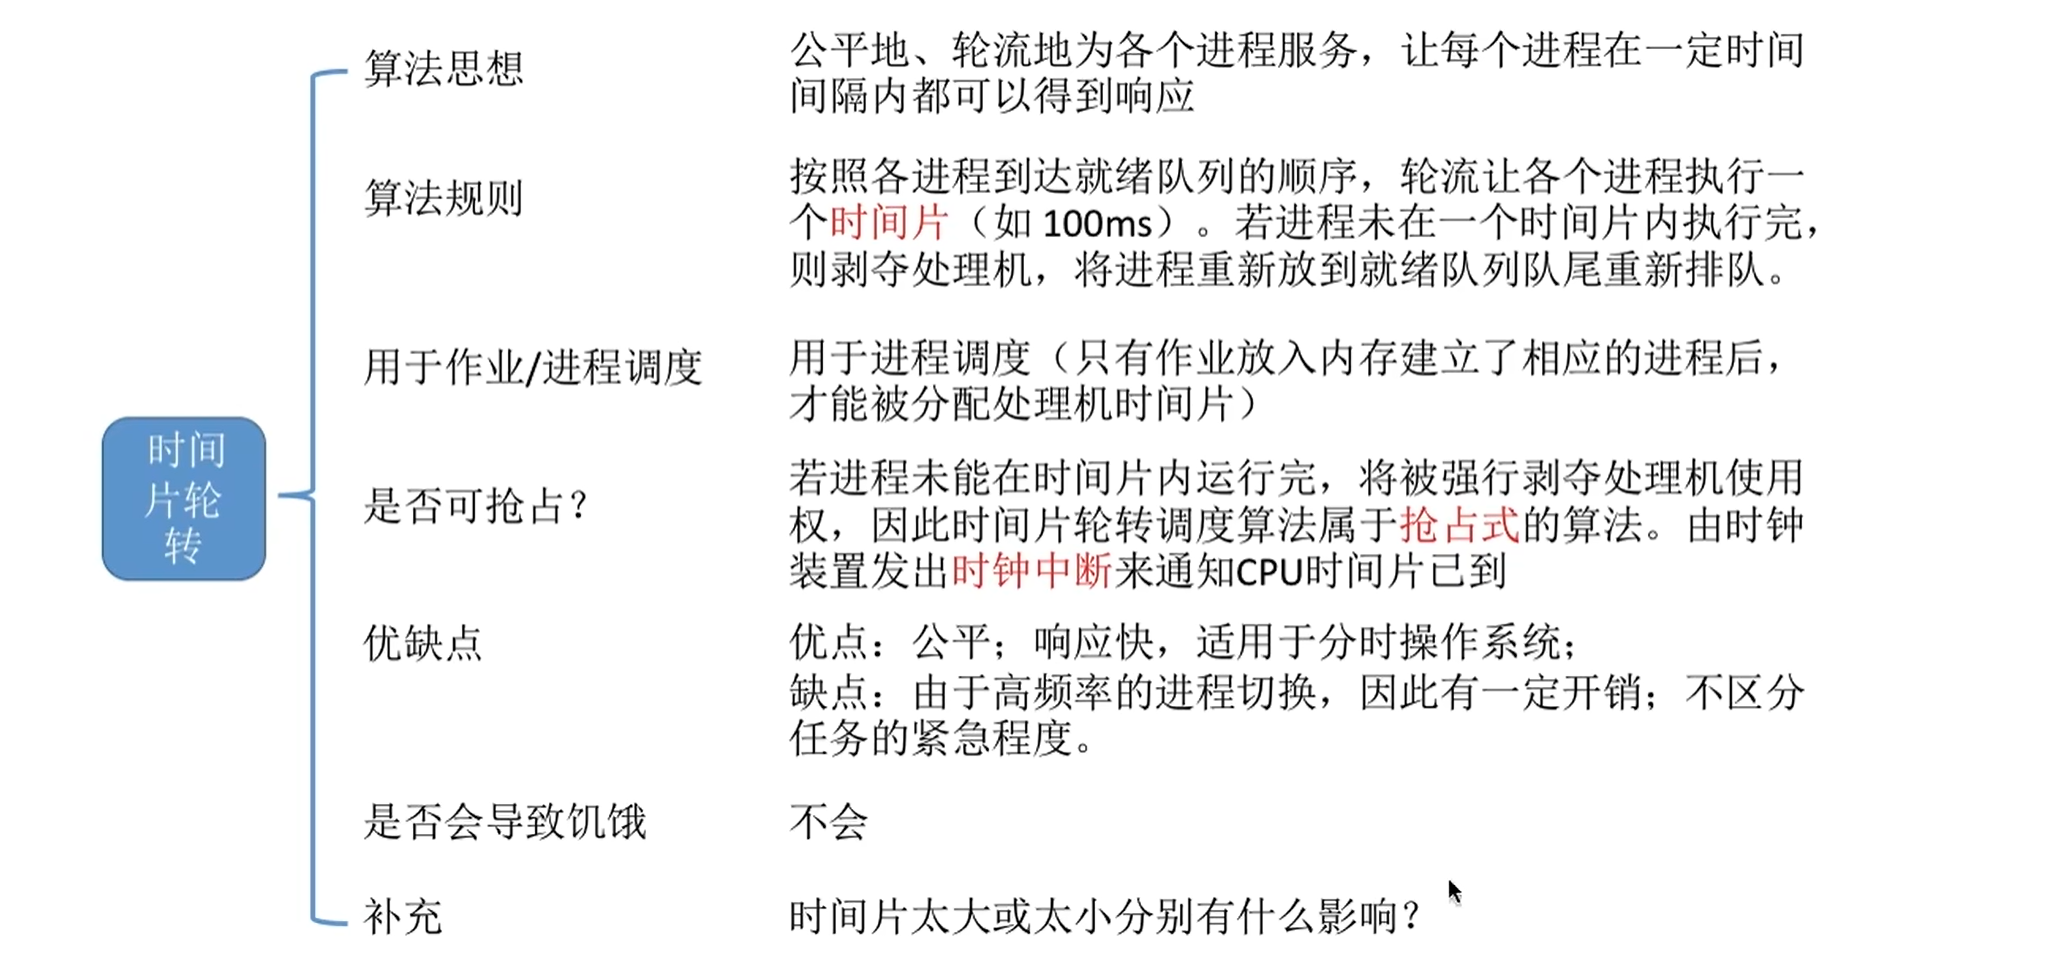 算法思想
公平地、轮流地为各个进程服务，让每个进程在一定时间
间隔内都可以得到响应
算法规则
按照各进程到达就绪队列的顺序，轮流让各个进程执行一
个时间片（如 100ms）。若进程未在一个时间片内执行完，
则剥夺处理机，将进程重新放到就绪队列队尾重新排队。
用于作业/进程调度
用于进程调度（只有作业放入内存建立了相应的进程后，
才能被分配处理机时间片）
时间
片轮
转
是否可抢占？
若进程未能在时间片内运行完，将被强行剥夺处理机使用
权，因此时间片轮转调度算法属于抢占式的算法。由时钟
装置发出时钟中断来通知CPU时间片已到
优缺点
优点：公平；响应快，适用于分时操作系统；
缺点：由于高频率的进程切换，因此有一定开销；不区分
任务的紧急程度。
是否会导致饥饿
不会
补充
时间片太大或太小分别有什么影响？